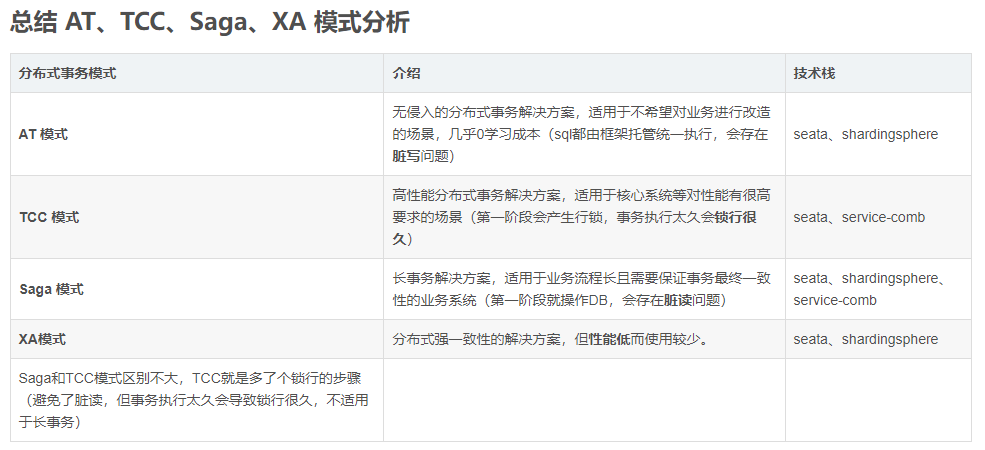 总结 AT、TCC、Saga、XA 模式分析
分布式事务模式 介绍 技术栈
AT 模式
无侵入的分布式事务解决方案，适用于不希望对业务进行改造
的场景，几乎0学习成本（sql都由框架托管统一执行，会存在
脏写问题）
seata、shardingsphere
TCC 模式
高性能分布式事务解决方案，适用于核心系统等对性能有很高
要求的场景（第一阶段会产生行锁，事务执行太久会锁行很
久）
seata、service-comb
Saga 模式
长事务解决方案，适用于业务流程长且需要保证事务最终一致
性的业务系统（第一阶段就操作DB，会存在脏读问题）
seata、shardingsphere、
service-comb
XA模式
分布式强一致性的解决方案，但性能低而使用较少。
seata、shardingsphere
Saga和TCC模式区别不大，TCC就是多了个锁行的步骤
（避免了脏读，但事务执行太久会导致锁行很久，不适用
于长事务）